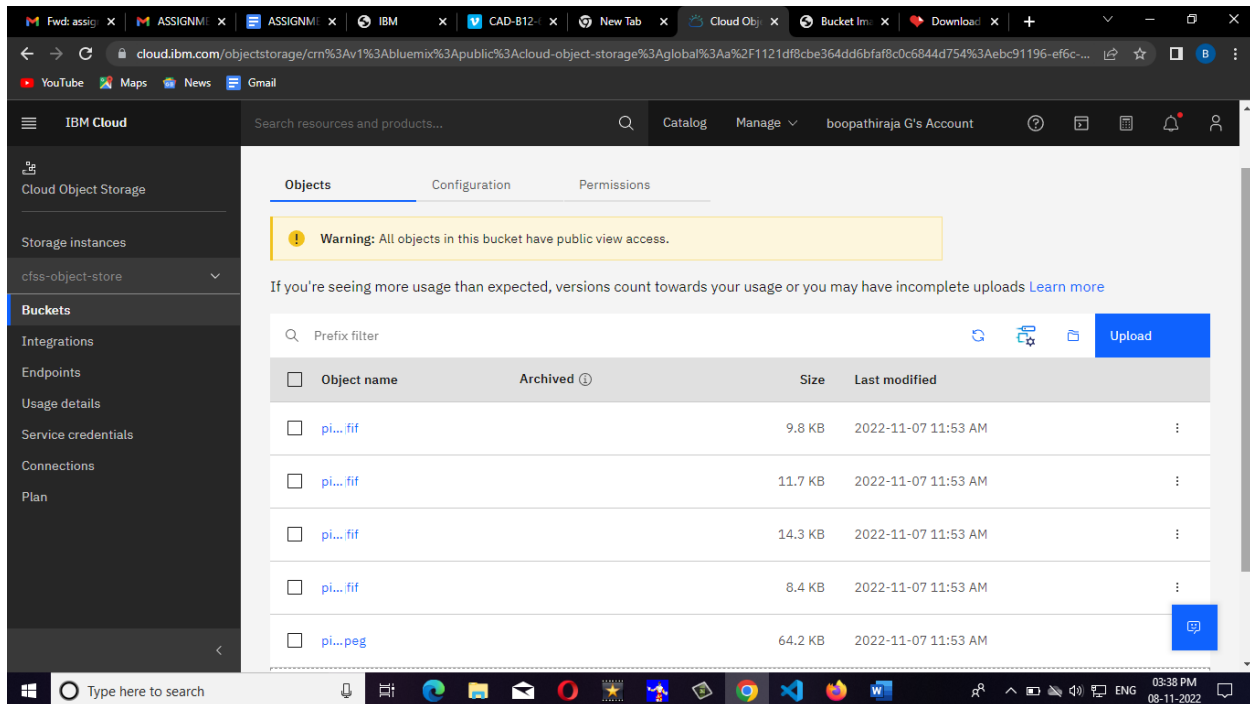 Fwd: assig
ASSIGNME
ASSIGNME
IBM
CAD-B12-
New Tab
Cloud Obj
Bucket Im
Download
cloud.ibm.com/objectstorage/crn%3Av1%3Abluemix%3Apublic%3Acloud-object-storage%3Aglobal%3Aa%2F1121df8cbe364dd6bfaf8c0c6844d754%3Aebc91196-ef6c-...
B
YouTube Maps News Gmail
IBM Cloud
Search resources and products...
Catalog Manage boopathiraja G's Account
Cloud Object Storage
Storage instances
cfss-object-store
Buckets
Integrations
Endpoints
Usage details
Service credentials
Connections
Plan
Objects Configuration Permissions
Warning: All objects in this bucket have public view access.
If you're seeing more usage than expected, versions count towards your usage or you may have incomplete uploads Learn more
Prefix filter
Upload
Object name Archived Size Last modified
pi...fif 9.8 KB 2022-11-07 11:53 AM
pi...fif 11.7 KB 2022-11-07 11:53 AM
pi...fif 14.3 KB 2022-11-07 11:53 AM
pi...fif 8.4 KB 2022-11-07 11:53 AM
pi...peg 64.2 KB 2022-11-07 11:53 AM
Type here to search
ENG
03:38 PM
08-11-2022